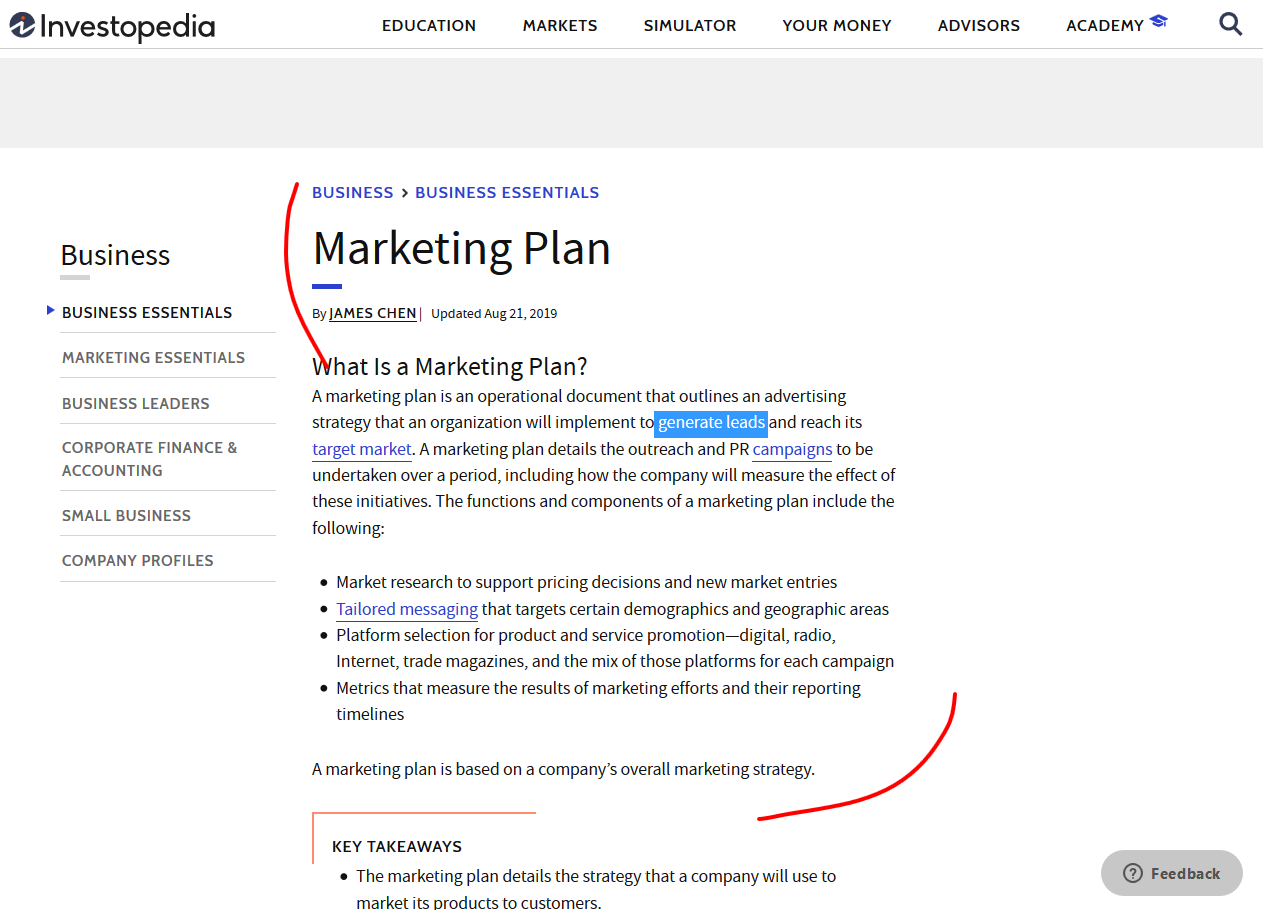 Investopedia
EDUCATION MARKETS SIMULATOR YOUR MONEY ADVISORS ACADEMY
BUSINESS > BUSINESS ESSENTIALS
Business
BUSINESS ESSENTIALS
MARKETING ESSENTIALS
BUSINESS LEADERS
CORPORATE FINANCE &
ACCOUNTING
SMALL BUSINESS
COMPANY PROFILES
Marketing Plan
By JAMES CHEN | Updated Aug 21, 2019
What Is a Marketing Plan?
A marketing plan is an operational document that outlines an advertising
strategy that an organization will implement to generate leads and reach its
target market. A marketing plan details the outreach and PR campaigns to be
undertaken over a period, including how the company will measure the effect of
these initiatives. The functions and components of a marketing plan include the
following:
• Market research to support pricing decisions and new market entries
• Tailored messaging that targets certain demographics and geographic areas
• Platform selection for product and service promotion—digital, radio,
Internet, trade magazines, and the mix of those platforms for each campaign
• Metrics that measure the results of marketing efforts and their reporting
timelines
A marketing plan is based on a company’s overall marketing strategy.
KEY TAKEAWAYS
• The marketing plan details the strategy that a company will use to
market its products to customers.
? Feedback